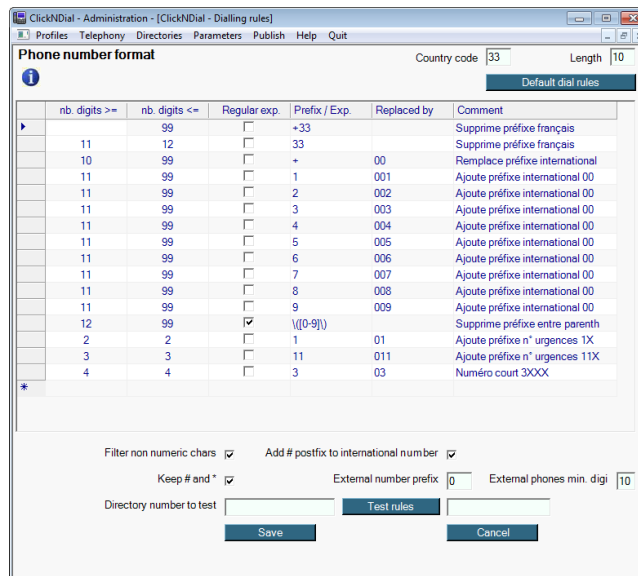 ClickNDial - Administration - [ClickNDial - Dialling rules]
Profiles Telephony Directories Parameters Publish Help Quit
Phone number format
Country code 33 Length 10
Default dial rules
nb. digits >= nb. digits <= Regular exp. Prefix / Exp. Replaced by Comment
99 +33 Supprime préfixe français
11 12 33 Supprime préfixe français
10 99 + 00 Remplace préfixe international
11 99 1 001 Ajoute préfixe international 00
11 99 2 002 Ajoute préfixe international 00
11 99 3 003 Ajoute préfixe international 00
11 99 4 004 Ajoute préfixe international 00
11 99 5 005 Ajoute préfixe international 00
11 99 6 006 Ajoute préfixe international 00
11 99 7 007 Ajoute préfixe international 00
11 99 8 008 Ajoute préfixe international 00
11 99 9 009 Ajoute préfixe international 00
12 99 \([0-9]\) Supprime préfixe entre parenth
2 2 1 01 Ajoute préfixe n° urgences 1X
3 3 11 011 Ajoute préfixe n° urgences 11X
4 4 3 03 Numéro court 3XXX
Filter non numeric chars Add # postfix to international number
Keep # and * External number prefix 0 External phones min. digi 10
Directory number to test Test rules
Save Cancel